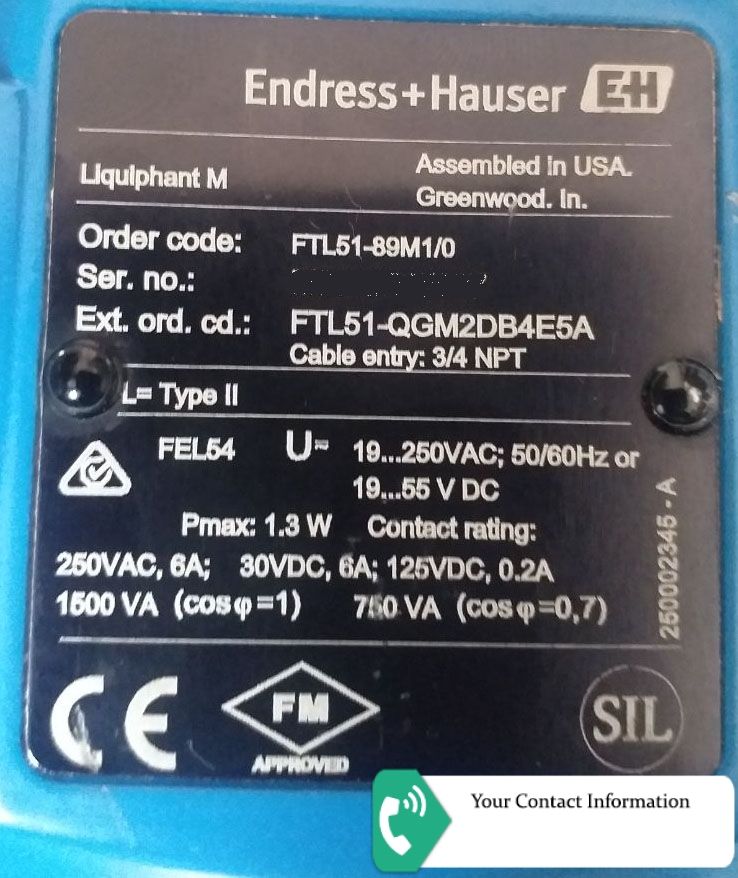 Endress+Hauser EH
Liquiphant M
Assembled in USA.
Greenwood. In.
Order code: FTL51-89M1/0
Ser. no.:
Ext. ord. cd.: FTL51-QGM2DB4E5A
Cable entry: 3/4 NPT
L= Type II
FEL54 U= 19...250VAC; 50/60Hz or
19...55 V DC
Pmax: 1.3 W Contact rating:
250VAC, 6A; 30VDC, 6A; 125VDC, 0.2A
1500 VA (cosφ=1) 750 VA (cosφ=0,7)
250002345 - A
CE FM SIL
APPROVED
Your Contact Information